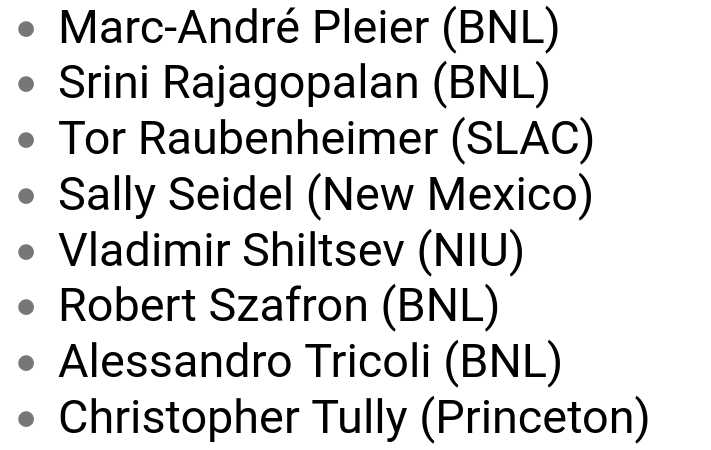 • Marc-André Pleier (BNL)
• Srini Rajagopalan (BNL)
• Tor Raubenheimer (SLAC)
• Sally Seidel (New Mexico)
• Vladimir Shiltsev (NIU)
• Robert Szafron (BNL)
• Alessandro Tricoli (BNL)
• Christopher Tully (Princeton)